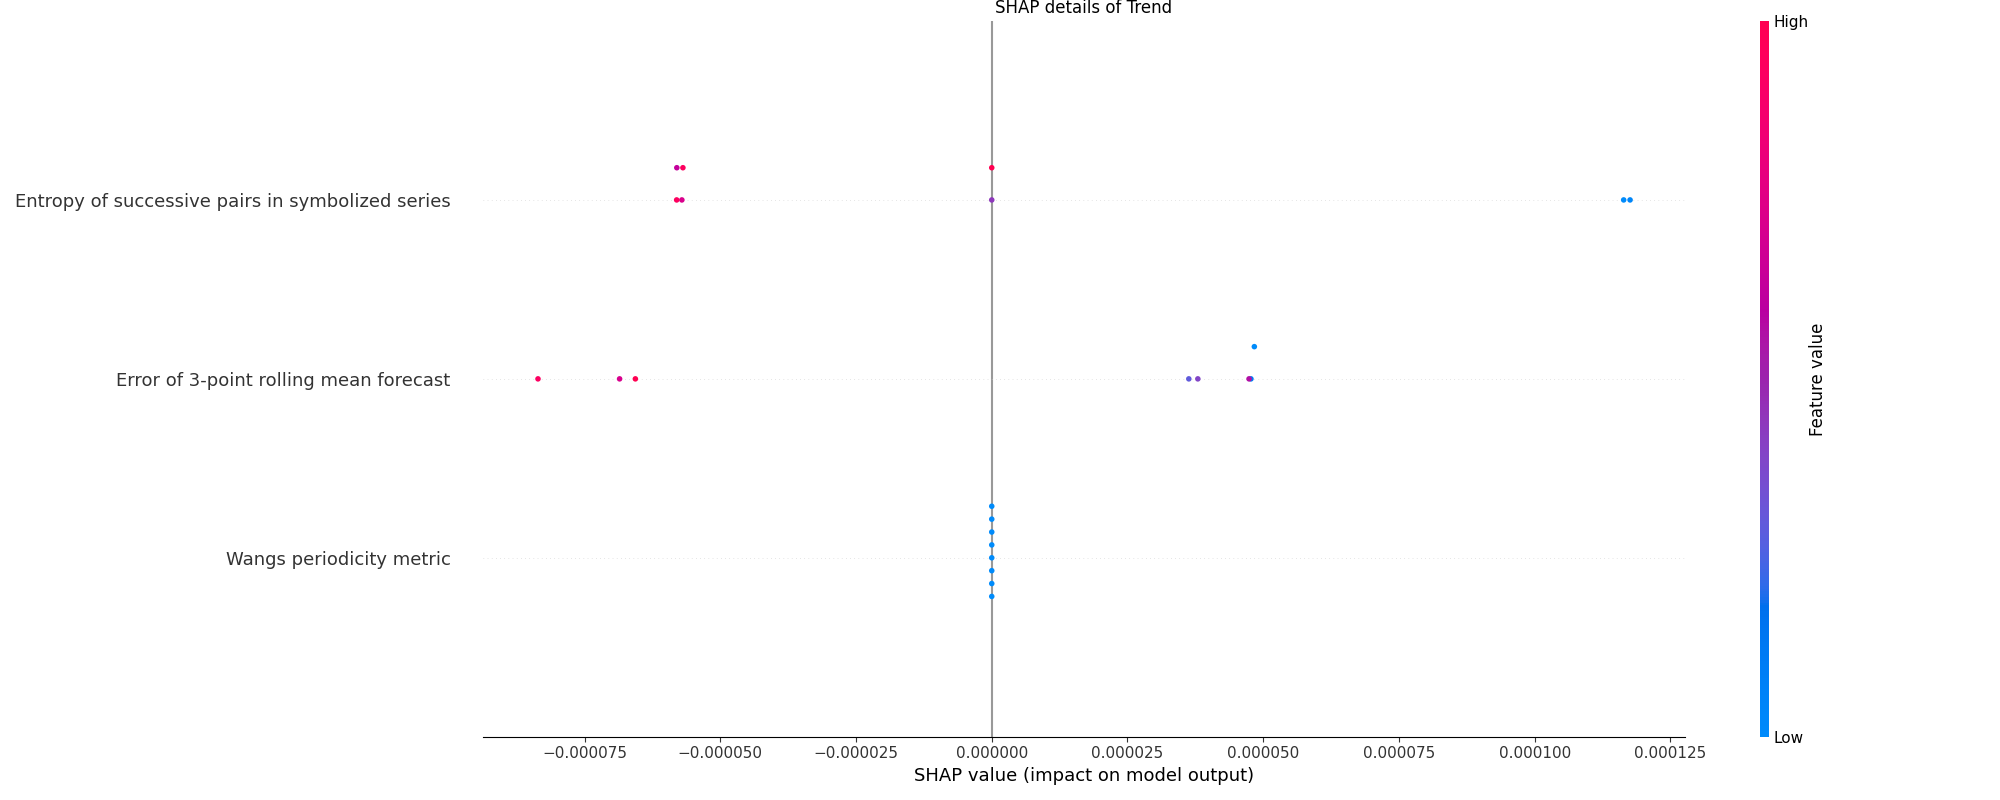 SHAP details of Trend
High
Entropy of successive pairs in symbolized series
Error of 3-point rolling mean forecast
Feature value
Wangs periodicity metric
Low
−0.000075 −0.000050 −0.000025 0.000000 0.000025 0.000050 0.000075 0.000100 0.000125
SHAP value (impact on model output)